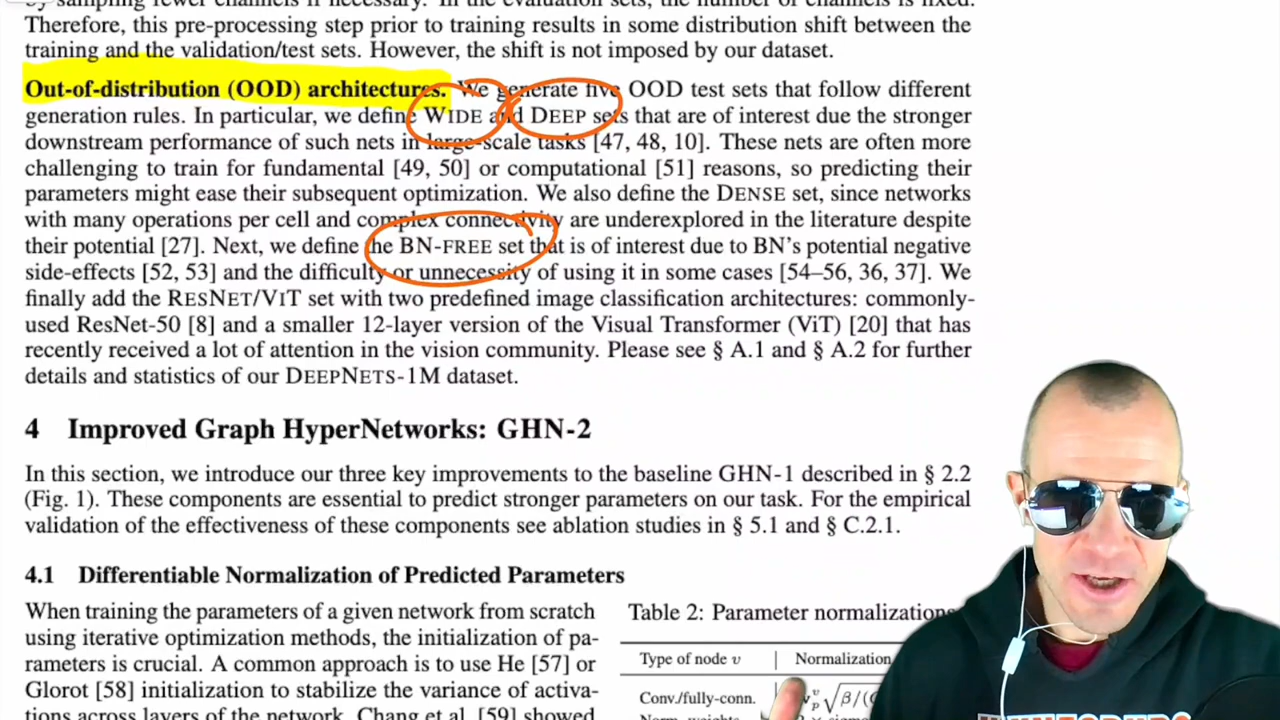 by sampling fewer channels if necessary. In the evaluation sets, the number of channels is fixed.
Therefore, this pre-processing step prior to training results in some distribution shift between the
training and the validation/test sets. However, the shift is not imposed by our dataset.
Out-of-distribution (OOD) architectures. We generate five OOD test sets that follow different
generation rules. In particular, we define WIDE and DEEP sets that are of interest due the stronger
downstream performance of such nets in large-scale tasks [47, 48, 10]. These nets are often more
challenging to train for fundamental [49, 50] or computational [51] reasons, so predicting their
parameters might ease their subsequent optimization. We also define the DENSE set, since networks
with many operations per cell and complex connectivity are underexplored in the literature despite
their potential [27]. Next, we define the BN-FREE set that is of interest due to BN's potential negative
side-effects [52, 53] and the difficulty or unnecessity of using it in some cases [54–56, 36, 37]. We
finally add the RESNET/VIT set with two predefined image classification architectures: commonly-
used ResNet-50 [8] and a smaller 12-layer version of the Visual Transformer (ViT) [20] that has
recently received a lot of attention in the vision community. Please see § A.1 and § A.2 for further
details and statistics of our DEEPNETS-1M dataset.
4 Improved Graph HyperNetworks: GHN-2
In this section, we introduce our three key improvements to the baseline GHN-1 described in § 2.2
(Fig. 1). These components are essential to predict stronger parameters on our task. For the empirical
validation of the effectiveness of these components see ablation studies in § 5.1 and § C.2.1.
4.1 Differentiable Normalization of Predicted Parameters
When training the parameters of a given network from scratch
using iterative optimization methods, the initialization of pa-
rameters is crucial. A common approach is to use He [57] or
Glorot [58] initialization to stabilize the variance of activa-
tions across layers of the network. Chang et al. [59] showed
Table 2: Parameter normalizations
Type of node v | Normalization
Conv./fully-conn.
Norm. weights